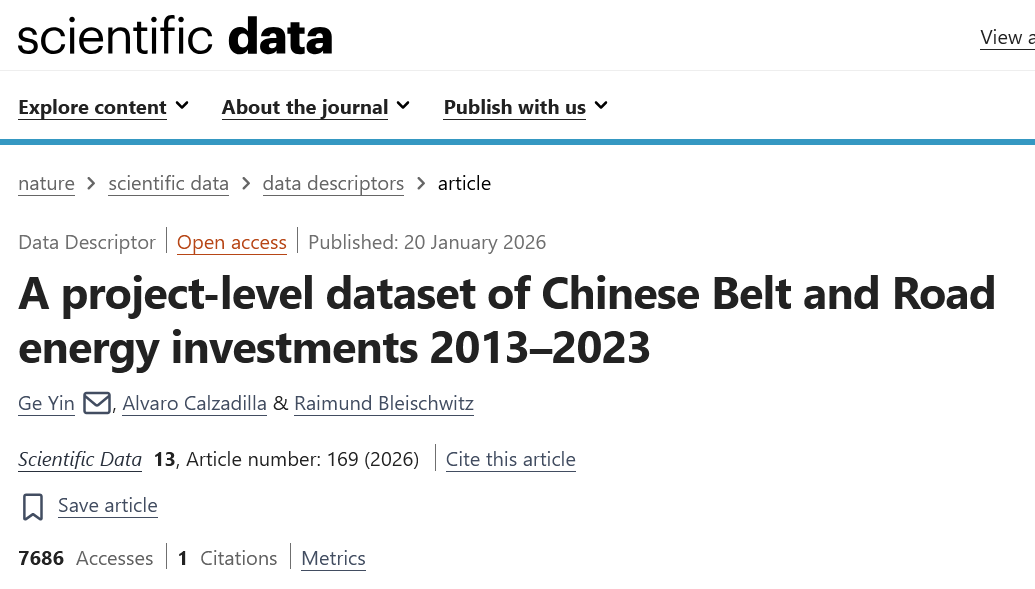 scientific data
View a
Explore content About the journal Publish with us
nature > scientific data > data descriptors > article
Data Descriptor | Open access | Published: 20 January 2026
A project-level dataset of Chinese Belt and Road
energy investments 2013–2023
Ge Yin, Alvaro Calzadilla & Raimund Bleischwitz
Scientific Data 13, Article number: 169 (2026) | Cite this article
Save article
7686 Accesses | 1 Citations | Metrics